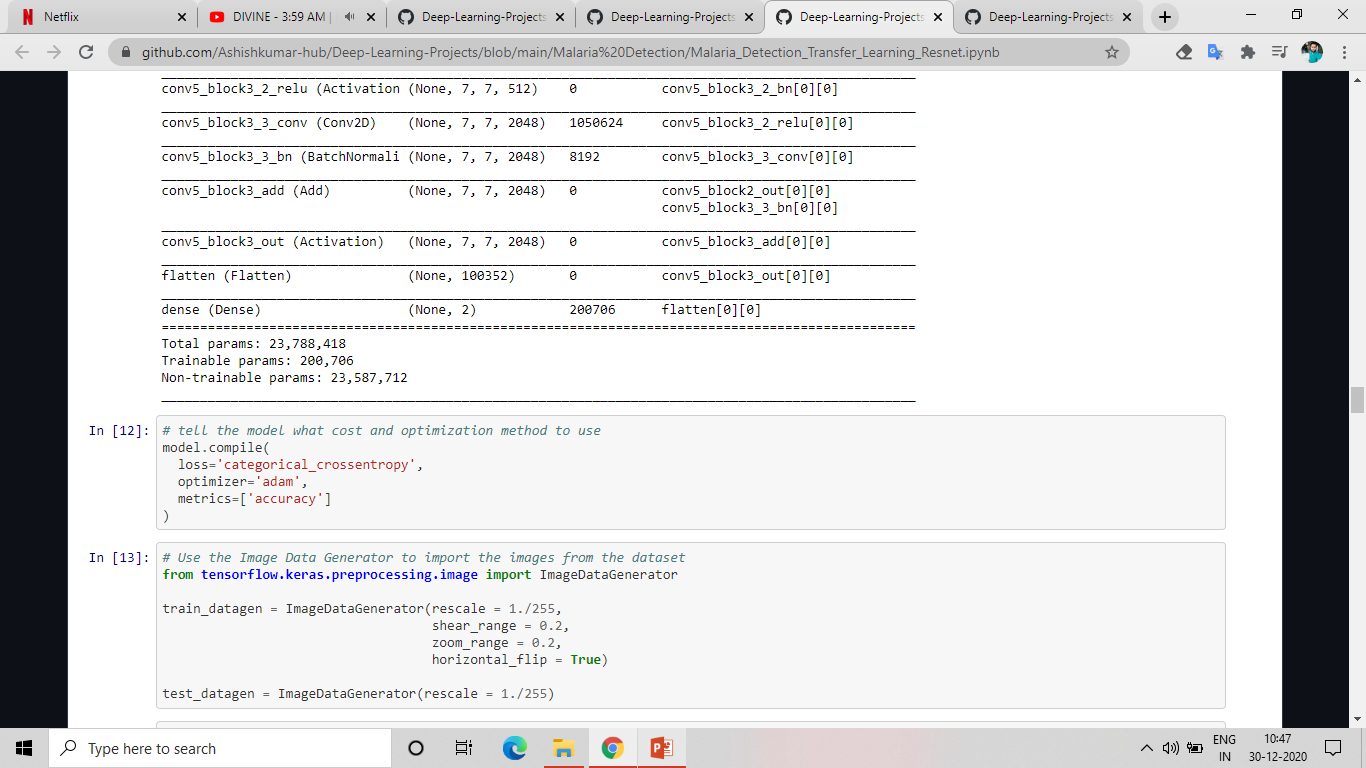 Netflix
DIVINE - 3:59 AM |
Deep-Learning-Projects
Deep-Learning-Projects
Deep-Learning-Projects
Deep-Learning-Projects
github.com/Ashishkumar-hub/Deep-Learning-Projects/blob/main/Malaria%20Detection/Malaria_Detection_Transfer_Learning_Resnet.ipynb
conv5_block3_2_relu (Activation (None, 7, 7, 512) 0 conv5_block3_2_bn[0][0]
conv5_block3_3_conv (Conv2D) (None, 7, 7, 2048) 1050624 conv5_block3_2_relu[0][0]
conv5_block3_3_bn (BatchNormali (None, 7, 7, 2048) 8192 conv5_block3_3_conv[0][0]
conv5_block3_add (Add) (None, 7, 7, 2048) 0 conv5_block2_out[0][0]
conv5_block3_3_bn[0][0]
conv5_block3_out (Activation) (None, 7, 7, 2048) 0 conv5_block3_add[0][0]
flatten (Flatten) (None, 100352) 0 conv5_block3_out[0][0]
dense (Dense) (None, 2) 200706 flatten[0][0]
Total params: 23,788,418
Trainable params: 200,706
Non-trainable params: 23,587,712
In [12]: # tell the model what cost and optimization method to use
model.compile(
loss='categorical_crossentropy',
optimizer='adam',
metrics=['accuracy']
)
In [13]: # Use the Image Data Generator to import the images from the dataset
from tensorflow.keras.preprocessing.image import ImageDataGenerator
train_datagen = ImageDataGenerator(rescale = 1./255,
shear_range = 0.2,
zoom_range = 0.2,
horizontal_flip = True)
test_datagen = ImageDataGenerator(rescale = 1./255)
Type here to search
ENG
IN
10:47
30-12-2020